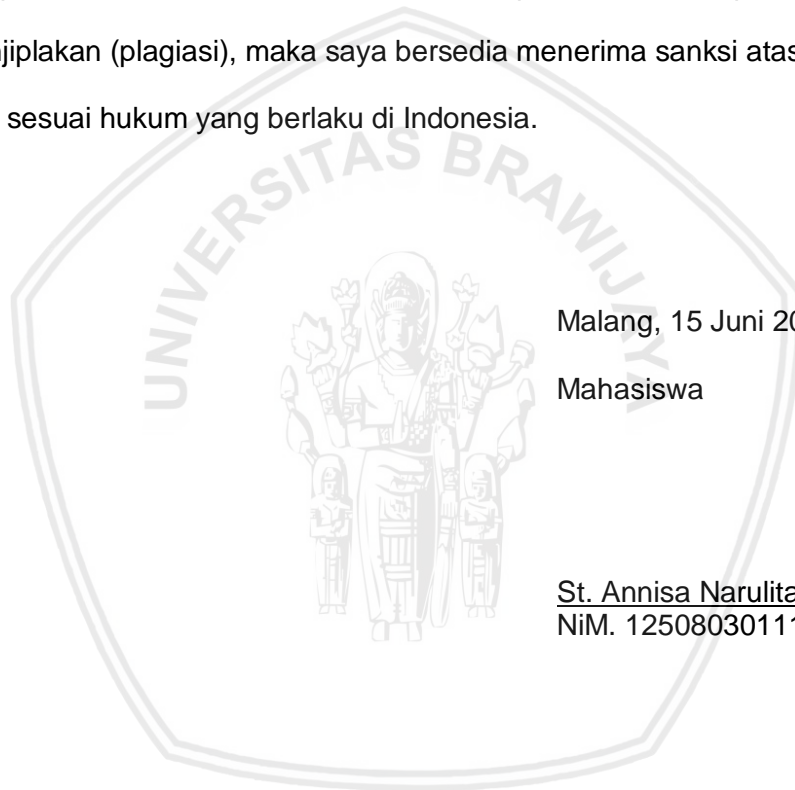 njiplakan (plagiasi), maka saya bersedia menerima sanksi atas
sesuai hukum yang berlaku di Indonesia.
UNIVERSITAS BRAWIJAYA
Malang, 15 Juni 20
Mahasiswa
St. Annisa Narulita
NiM. 12508030111